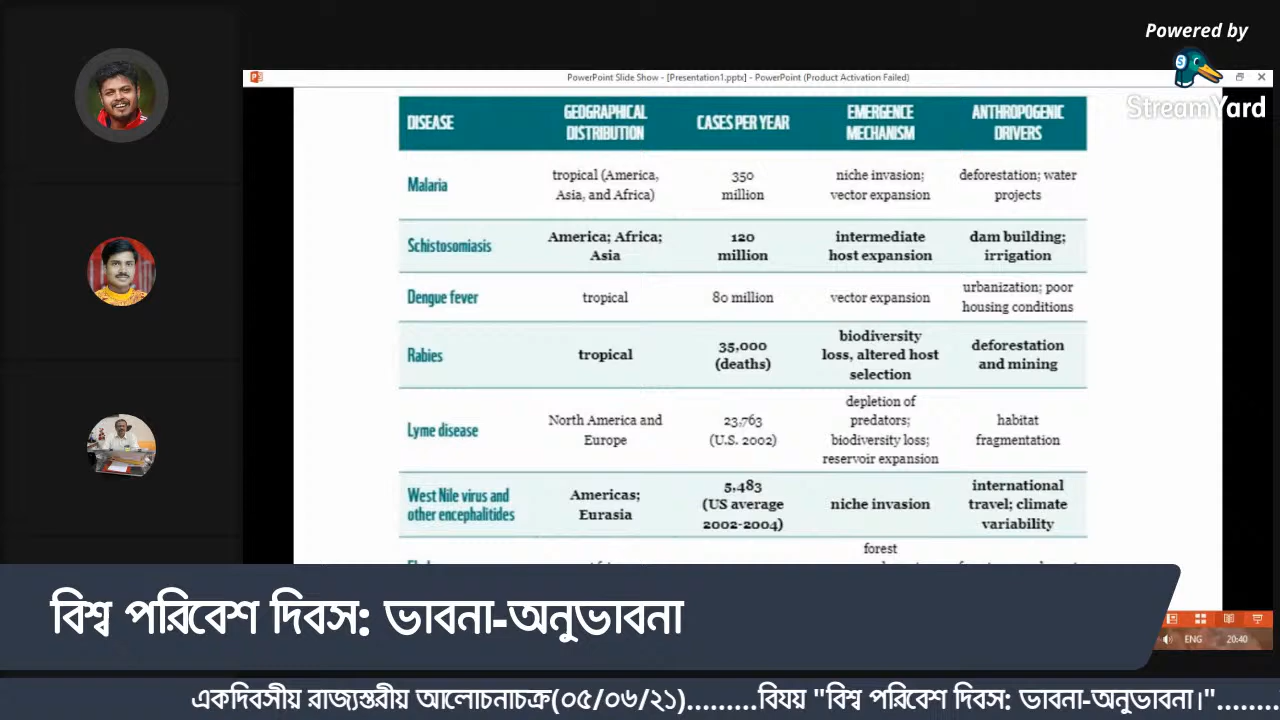 Powered by
StreamYard
PowerPoint Slide Show - [Presentation1.pptx] - PowerPoint (Product Activation Failed)
DISEASE GEOGRAPHICAL DISTRIBUTION CASES PER YEAR EMERGENCE MECHANISM ANTHROPOGENIC DRIVERS
Malaria tropical (America, Asia, and Africa) 350 million niche invasion; vector expansion deforestation; water projects
Schistosomiasis America; Africa; Asia 120 million intermediate host expansion dam building; irrigation
Dengue fever tropical 80 million vector expansion urbanization; poor housing conditions
Rabies tropical 35,000 (deaths) biodiversity loss, altered host selection deforestation and mining
Lyme disease North America and Europe 23,763 (U.S. 2002) depletion of predators; biodiversity loss; reservoir expansion habitat fragmentation
West Nile virus and other encephalitides Americas; Eurasia 5,483 (US average 2002-2004) niche invasion international travel; climate variability
forest
বিশ্ব পরিবেশ দিবস: ভাবনা-অনুভাবনা
ENG 20:40
একদিবসীয় রাজ্যস্তরীয় আলোচনাচক্র(০৫/০৬/২১).........বিষয় "বিশ্ব পরিবেশ দিবস: ভাবনা-অনুভাবনা।"........